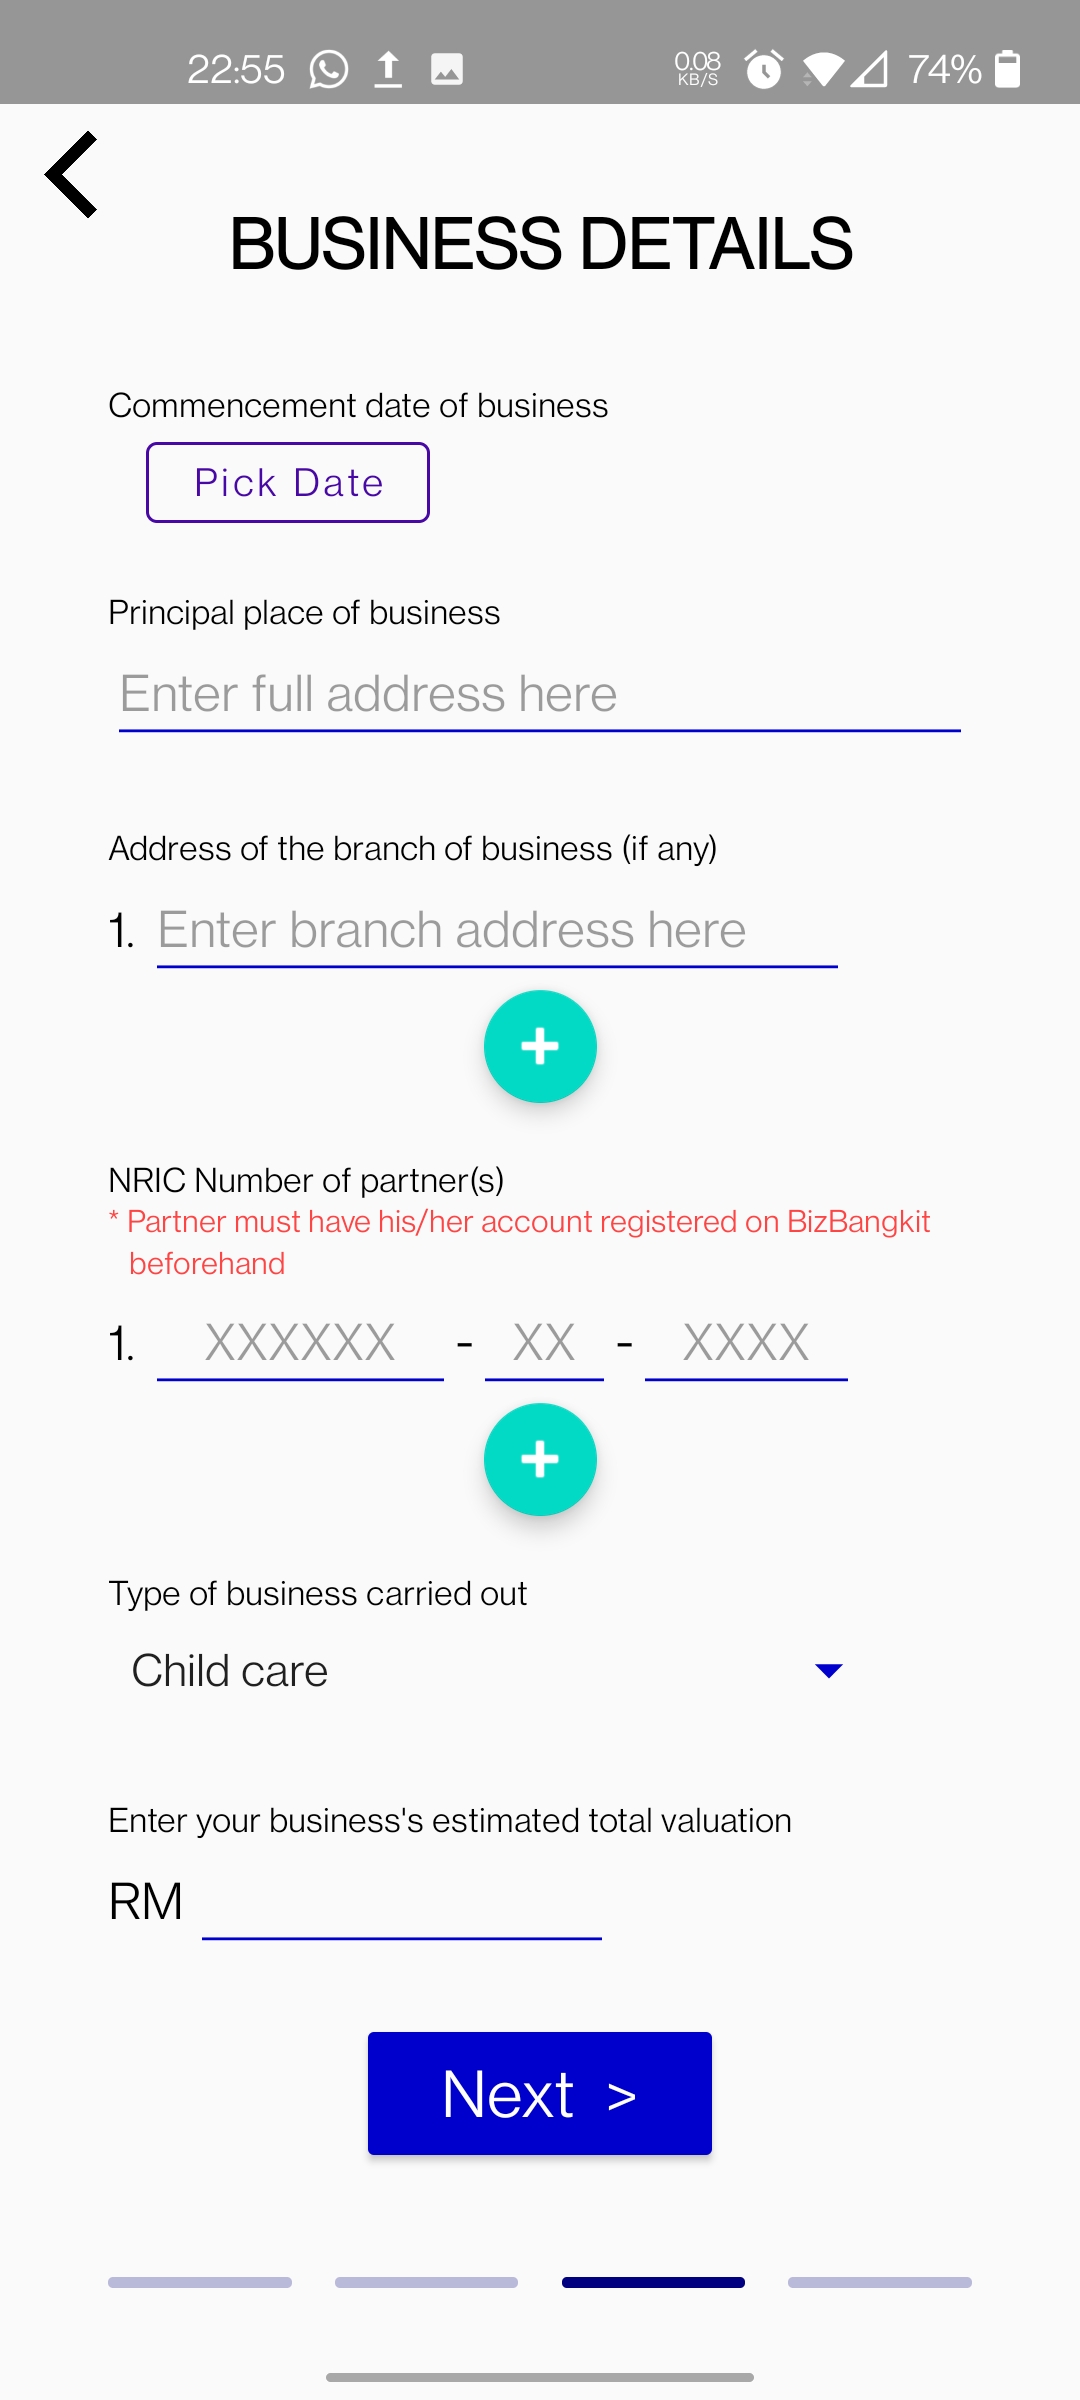 22:55 0.08 KB/S 74%
BUSINESS DETAILS
Commencement date of business
Pick Date
Principal place of business
Enter full address here
Address of the branch of business (if any)
1. Enter branch address here
+
NRIC Number of partner(s)
* Partner must have his/her account registered on BizBangkit
beforehand
1. XXXXXX - XX - XXXX
+
Type of business carried out
Child care
Enter your business's estimated total valuation
RM
Next >